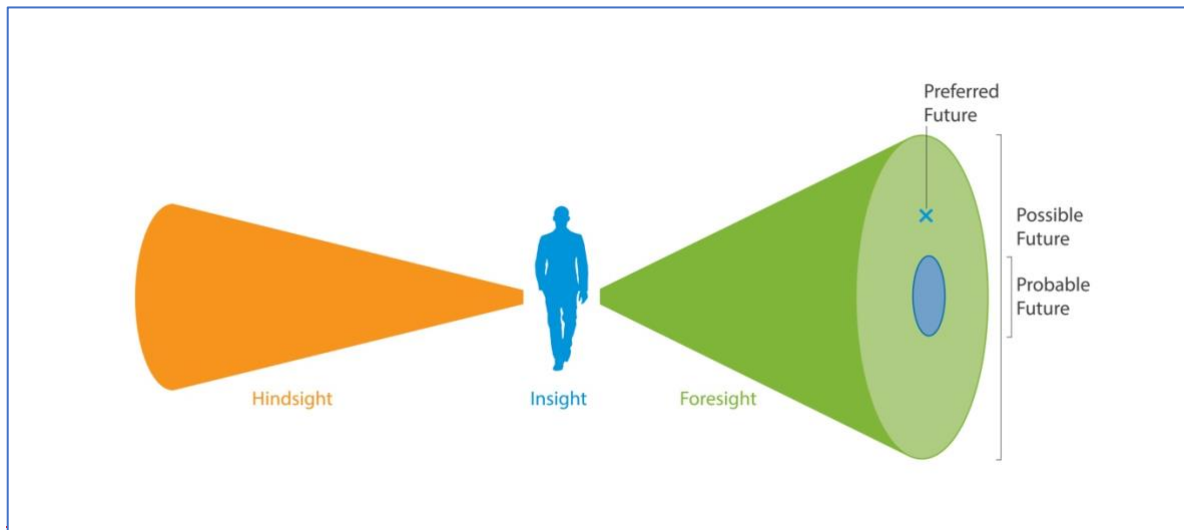 Preferred
Future
Possible
Future
Probable
Future
Hindsight
Insight
Foresight